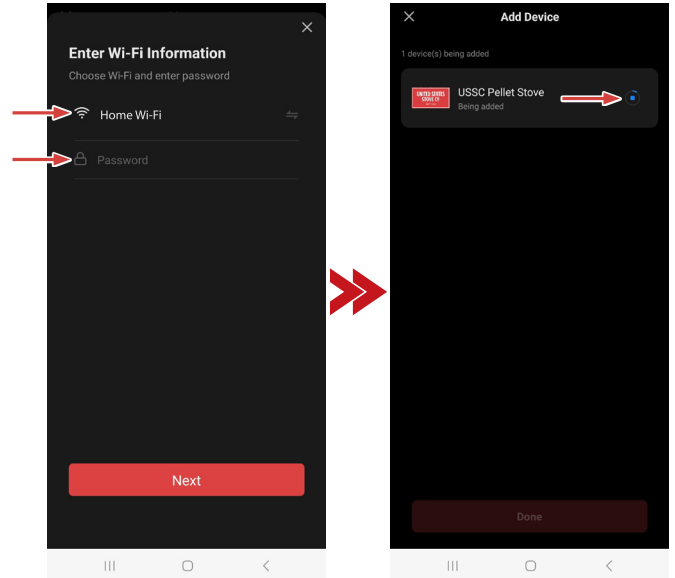 Enter Wi-Fi Information
Choose Wi-Fi and enter password
Home Wi-Fi
Password
Next
Add Device
1 device(s) being added
UNITED STATES
STOVE CO
USSC Pellet Stove
Being added
Done